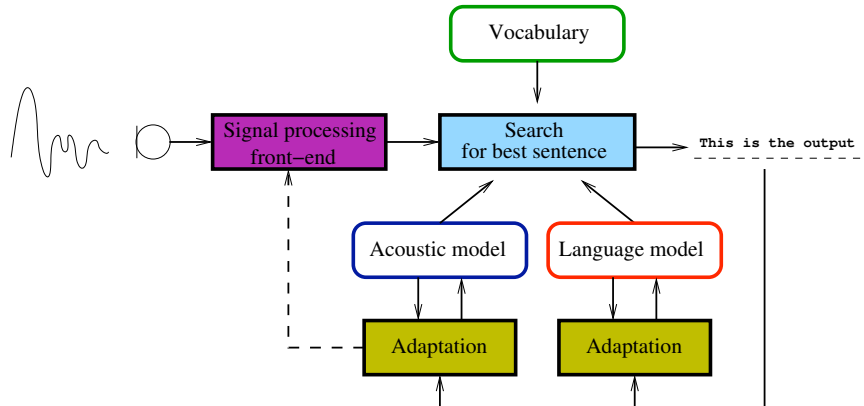 Vocabulary
Signal processing
front−end
Search
for best sentence
This is the output
Acoustic model
Language model
Adaptation
Adaptation